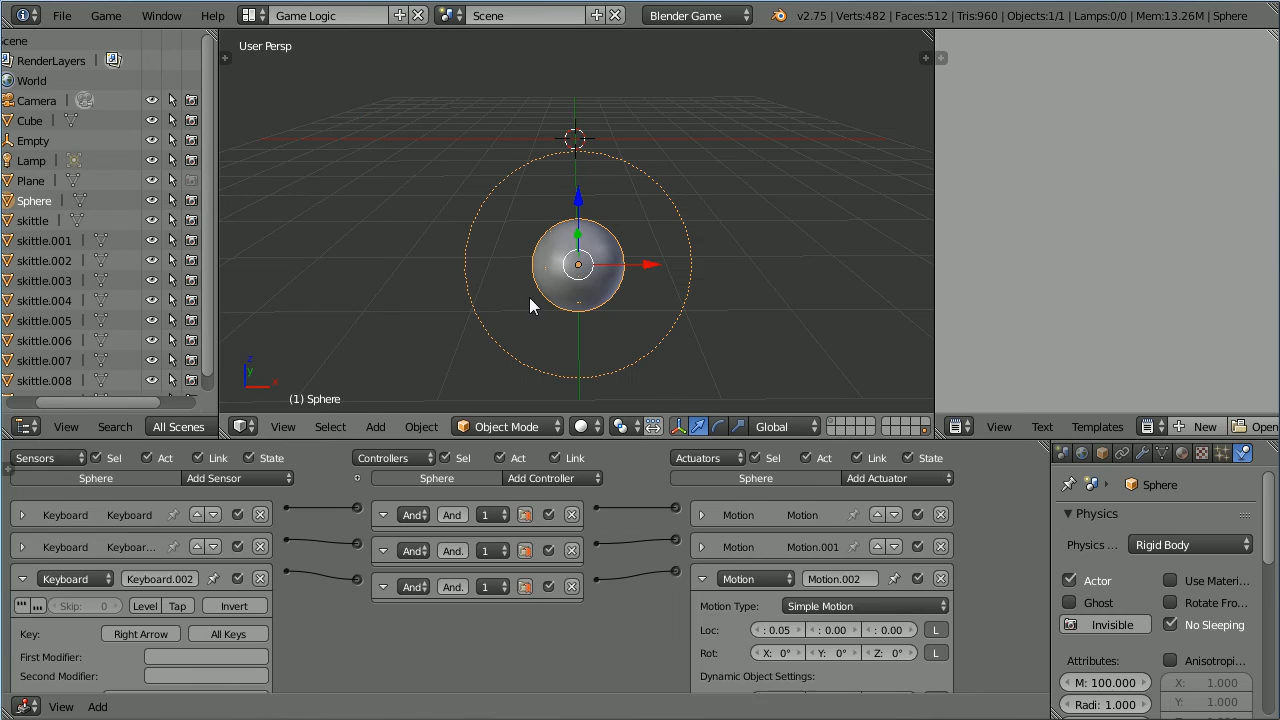 File Game Window Help Game Logic Scene Blender Game v2.75 | Verts:482 | Faces:512 | Tris:960 | Objects:1/1 | Lamps:0/0 | Mem:13.26M | Sphere
cene
RenderLayers
World
Camera
Cube
Empty
Lamp
Plane
Sphere
skittle
skittle.001
skittle.002
skittle.003
skittle.004
skittle.005
skittle.006
skittle.007
skittle.008
View Search All Scenes
User Persp
z
y
x
(1) Sphere
View Select Add Object Object Mode Global
View Text Templates New Open
Sensors Sel Act Link State
Sphere Add Sensor
Keyboard Keyboard
Keyboard Keyboar...
Keyboard Keyboard.002
Skip: 0 Level Tap Invert
Key: Right Arrow All Keys
First Modifier:
Second Modifier:
Controllers Sel Act Link
Sphere Add Controller
And And 1
And And. 1
And And. 1
Actuators Sel Act Link State
Sphere Add Actuator
Motion Motion
Motion Motion.001
Motion Motion.002
Motion Type: Simple Motion
Loc: : 0.05 : 0.00 : 0.00 L
Rot: X: 0° Y: 0° Z: 0° L
Dynamic Object Settings:
Sphere
Physics
Physics ... Rigid Body
Actor Use Materi...
Ghost Rotate Fro...
Invisible No Sleeping
Attributes: Anisotropi...
M: 100.000 X: 1.000
Radi: 1.000 Y: 1.000
View Add